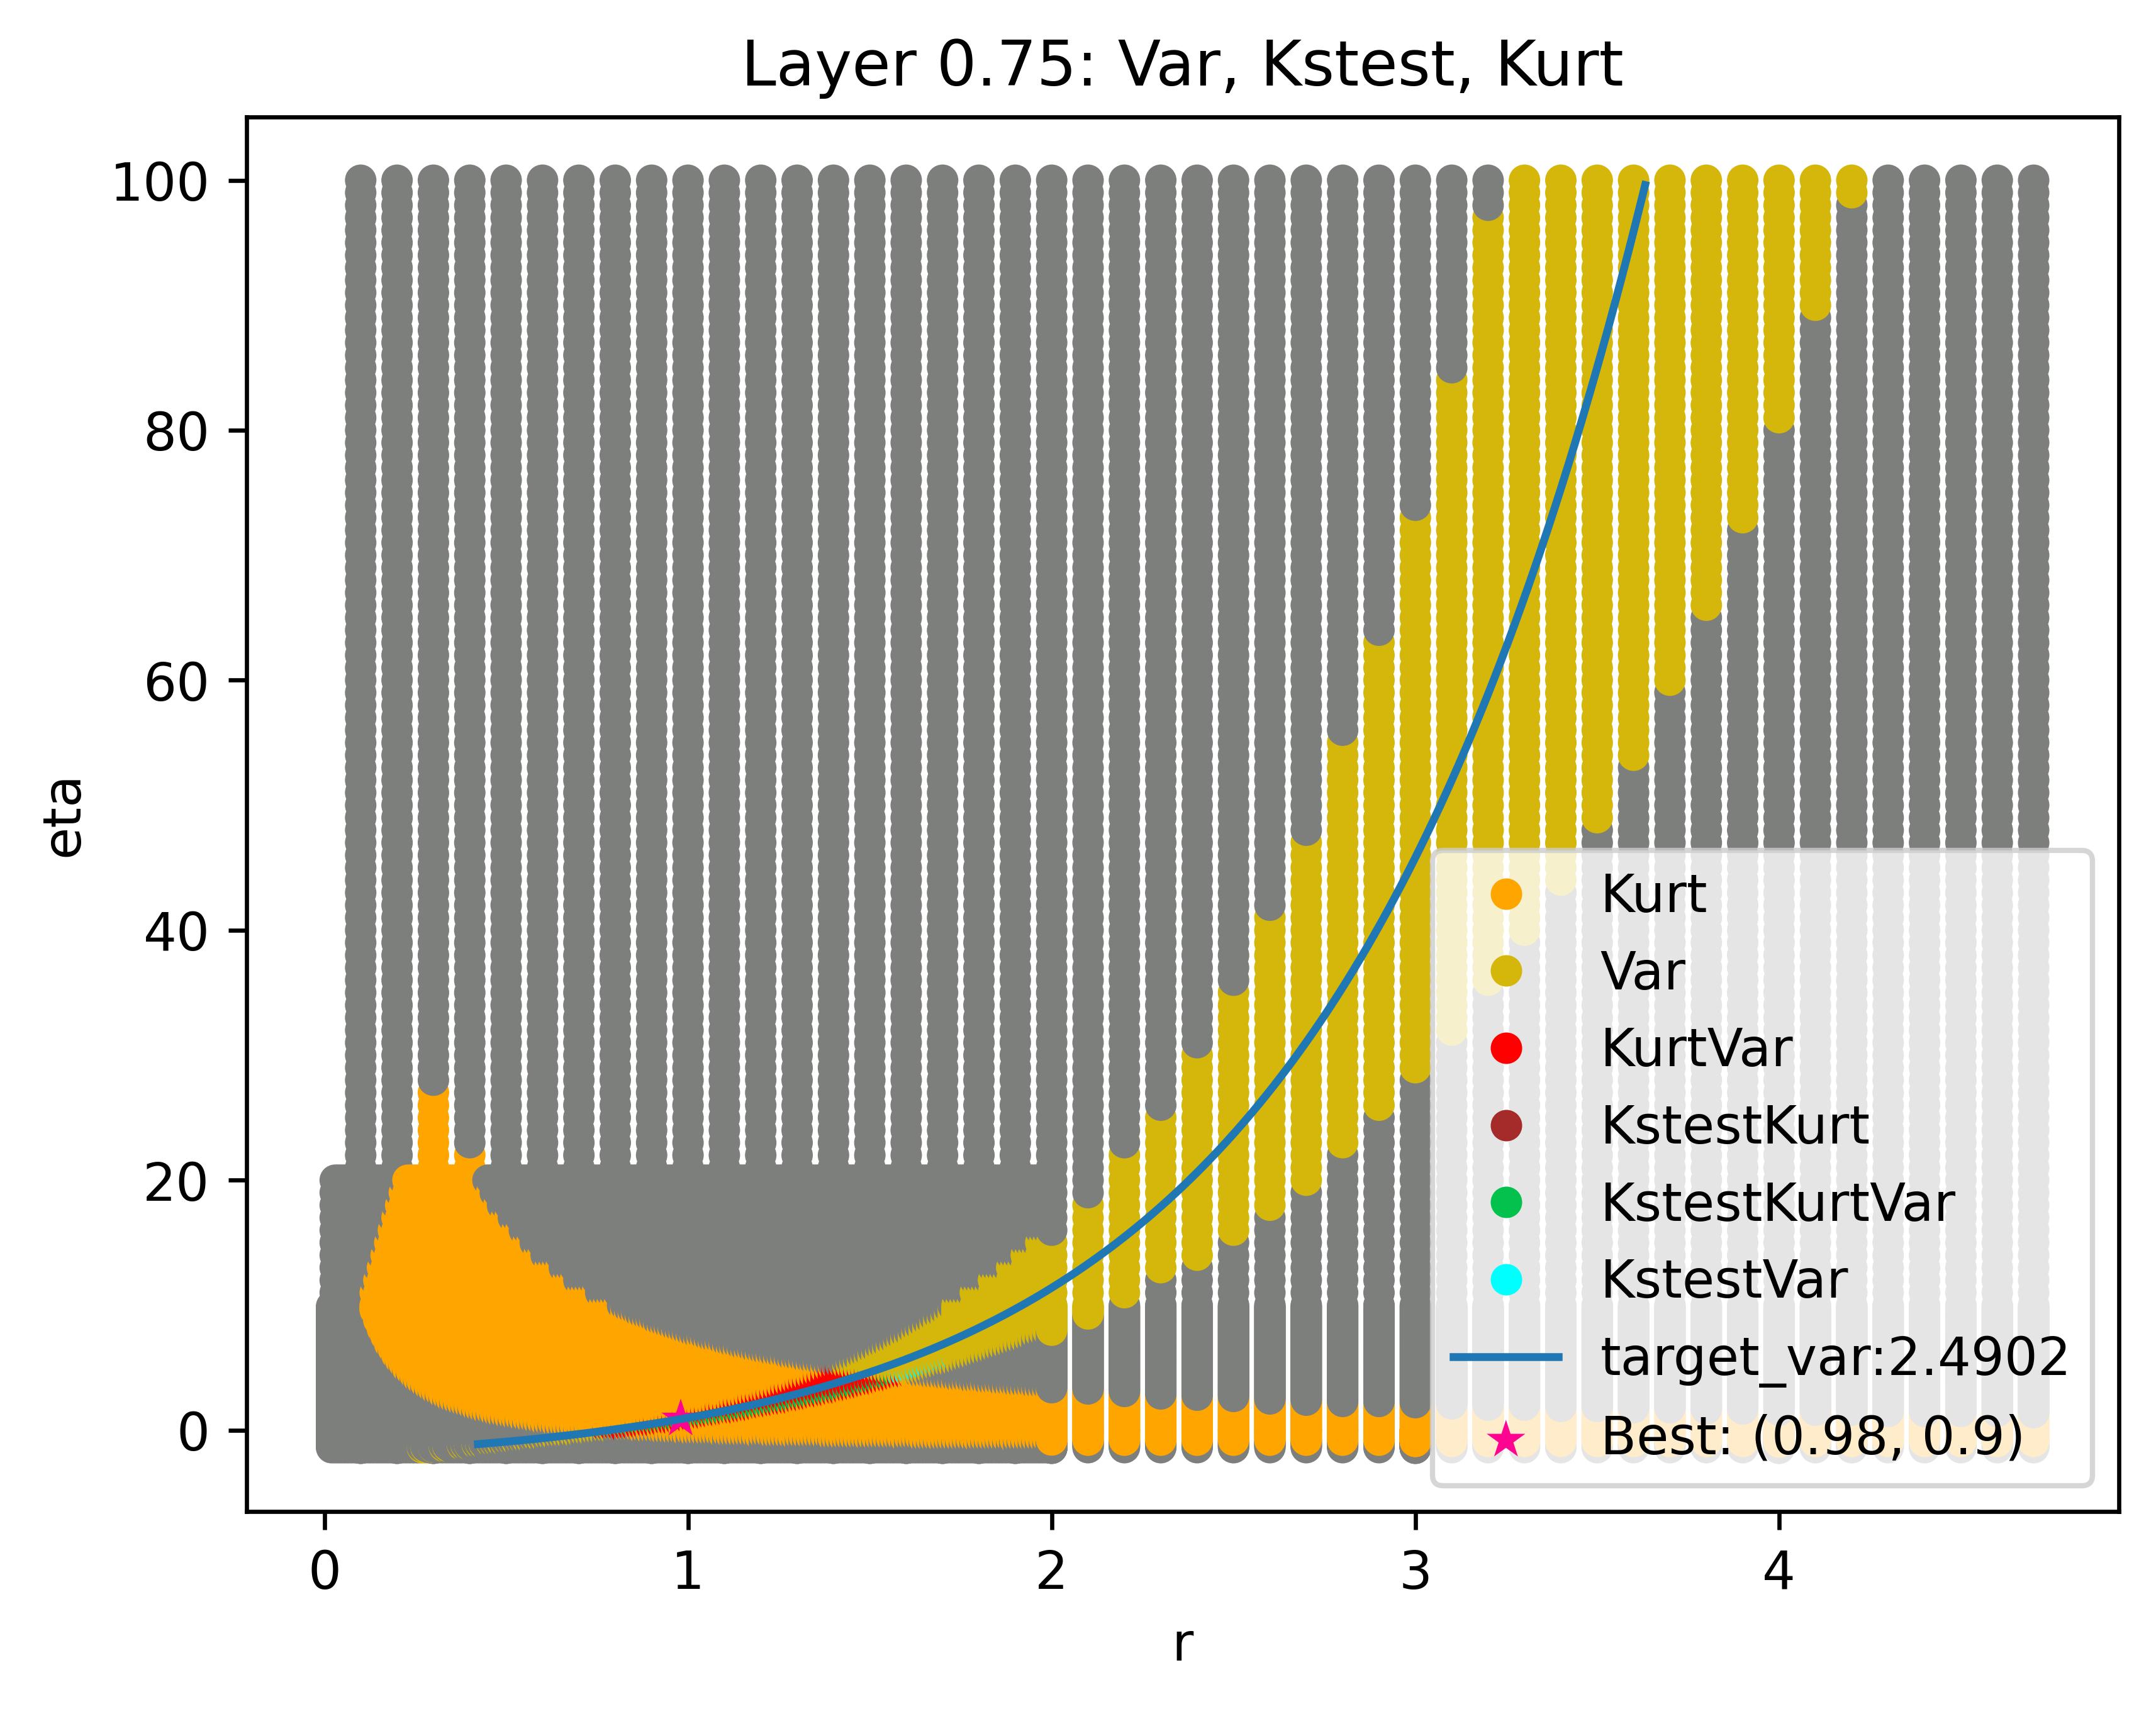 Layer 0.75: Var, Kstest, Kurt
100
80
60
40
20
0
eta
0 1 2 3 4
r
Kurt
Var
KurtVar
KstestKurt
KstestKurtVar
KstestVar
target_var:2.4902
Best: (0.98, 0.9)